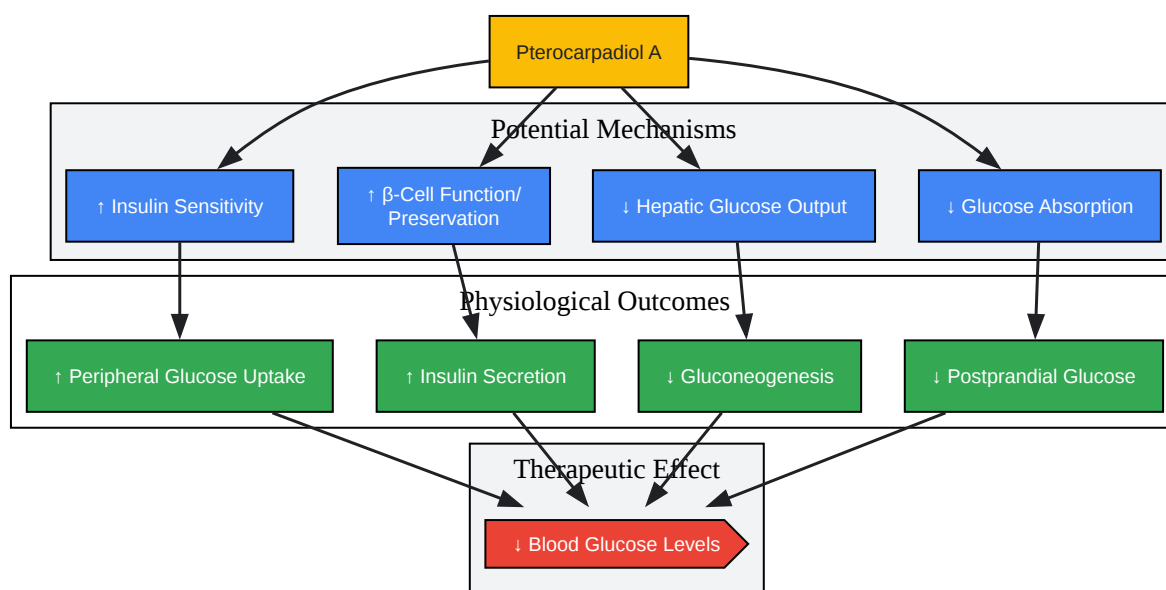 Pterocarpadiol A
Potential Mechanisms
↑ Insulin Sensitivity
↑ β-Cell Function/
Preservation
↓ Hepatic Glucose Output
↓ Glucose Absorption
Physiological Outcomes
↑ Peripheral Glucose Uptake
↑ Insulin Secretion
↓ Gluconeogenesis
↓ Postprandial Glucose
Therapeutic Effect
↓ Blood Glucose Levels